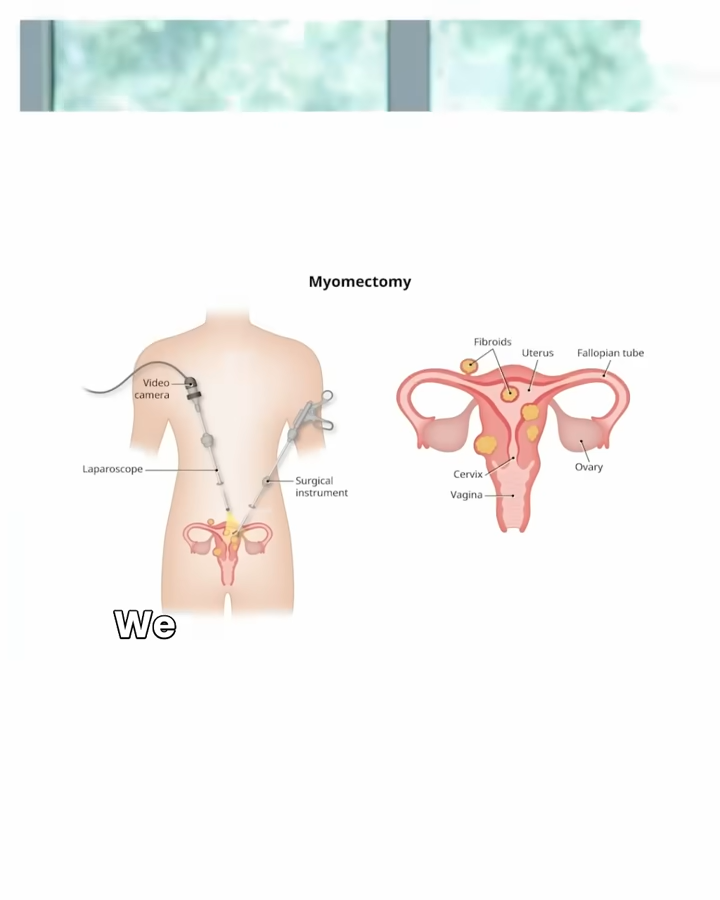 Myomectomy
Video
camera
Laparoscope
Surgical
instrument
Fibroids
Uterus
Fallopian tube
Ovary
Cervix
Vagina
We